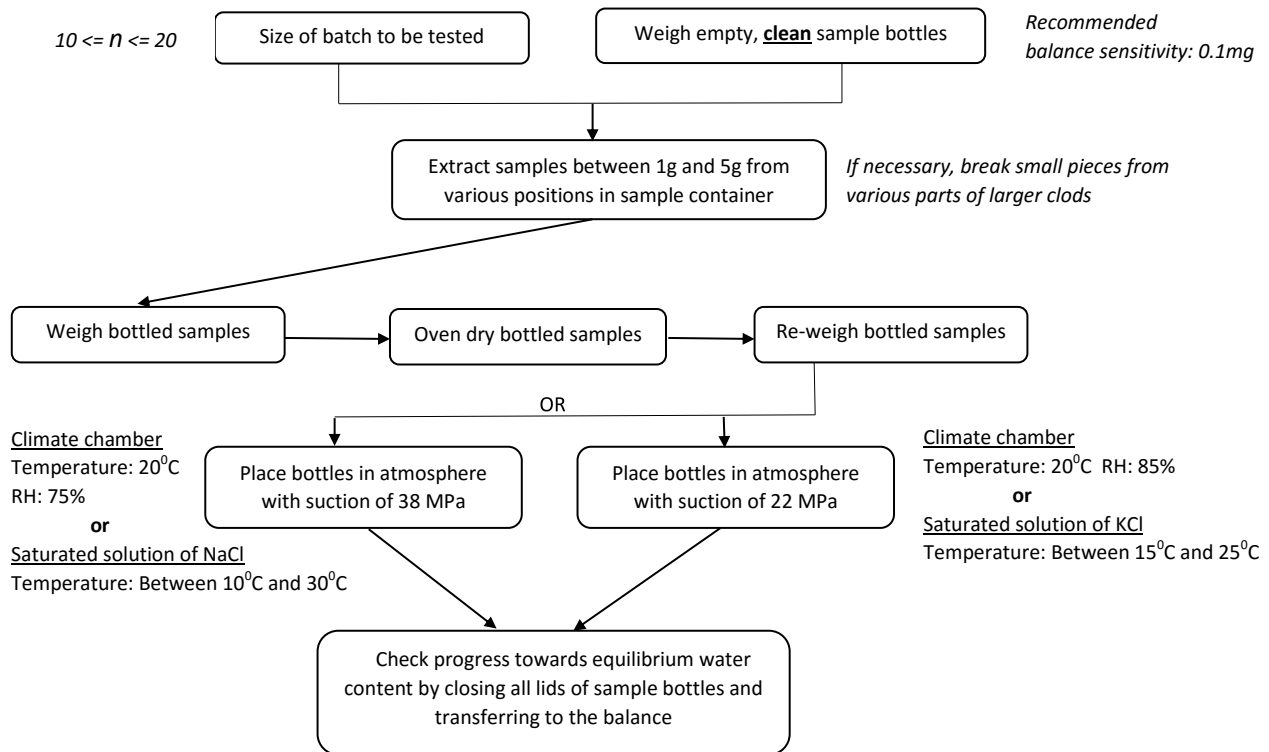 10 <= n <= 20
Size of batch to be tested
Weigh empty, clean sample bottles
Recommended
balance sensitivity: 0.1mg
Extract samples between 1g and 5g from
various positions in sample container
If necessary, break small pieces from
various parts of larger clods
Weigh bottled samples
Oven dry bottled samples
Re-weigh bottled samples
OR
Climate chamber
Temperature: 20⁰C
RH: 75%
or
Saturated solution of NaCl
Temperature: Between 10⁰C and 30⁰C
Place bottles in atmosphere
with suction of 38 MPa
Place bottles in atmosphere
with suction of 22 MPa
Climate chamber
Temperature: 20⁰C RH: 85%
or
Saturated solution of KCl
Temperature: Between 15⁰C and 25⁰C
Check progress towards equilibrium water
content by closing all lids of sample bottles and
transferring to the balance